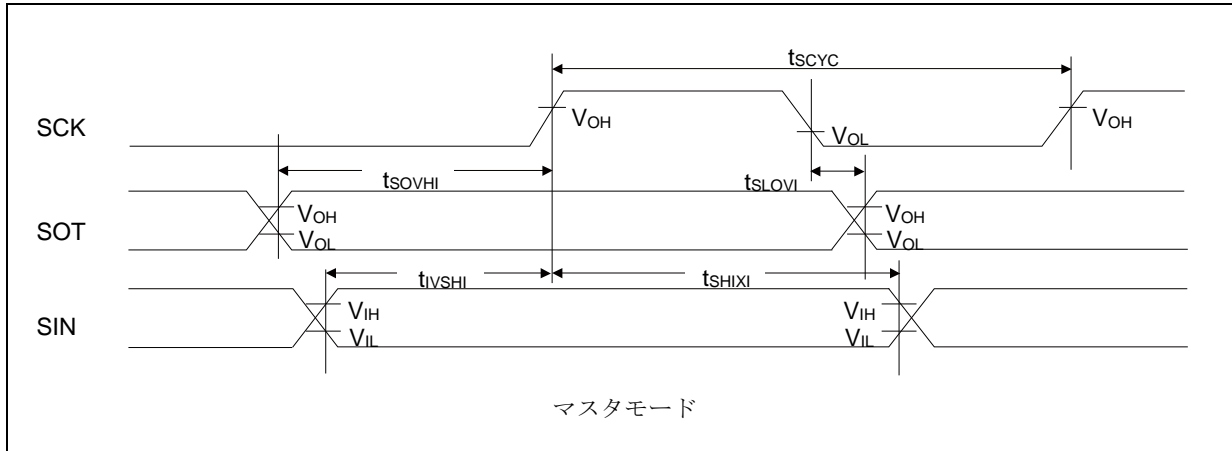 tSCYC
SCK
VOH
VOL
VOH
tSOVHI
tSLOVI
SOT
VOH
VOL
VOH
VOL
tIVSHI
tSHIXI
SIN
VIH
VIL
VIH
VIL
マスタモード